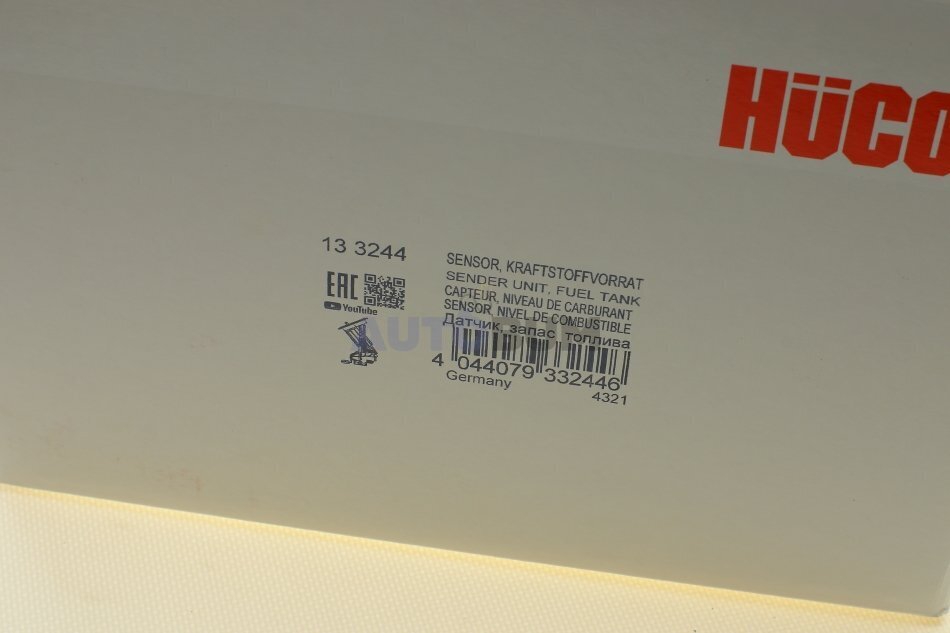 HÜCO
13 3244
SENSOR, KRAFTSTOFFVORRAT
SENDER UNIT, FUEL TANK
CAPTEUR, NIVEAU DE CARBURANT
SENSOR, NIVEL DE COMBUSTIBLE
Датчик, запас топлива
EAC
YouTube
4 044079 332446
Germany
4321